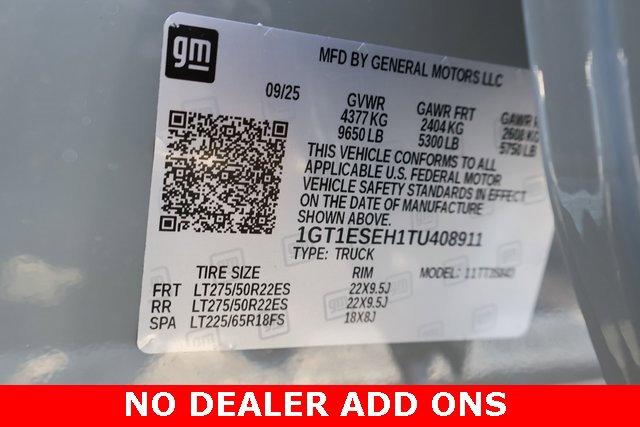 gm
MFD BY GENERAL MOTORS LLC
09/25
GVWR GAWR FRT GAWR R
4377 KG 2404 KG 2608 KG
9650 LB 5300 LB 5750 LB
THIS VEHICLE CONFORMS TO ALL
APPLICABLE U.S. FEDERAL MOTOR
VEHICLE SAFETY STANDARDS IN EFFECT
ON THE DATE OF MANUFACTURE
SHOWN ABOVE.
1GT1ESEH1TU408911
TYPE: TRUCK MODEL:
TIRE SIZE RIM
FRT LT275/50R22ES 22X9.5J
RR LT275/50R22ES 22X9.5J
SPA LT225/65R18FS 18X8J
NO DEALER ADD ONS